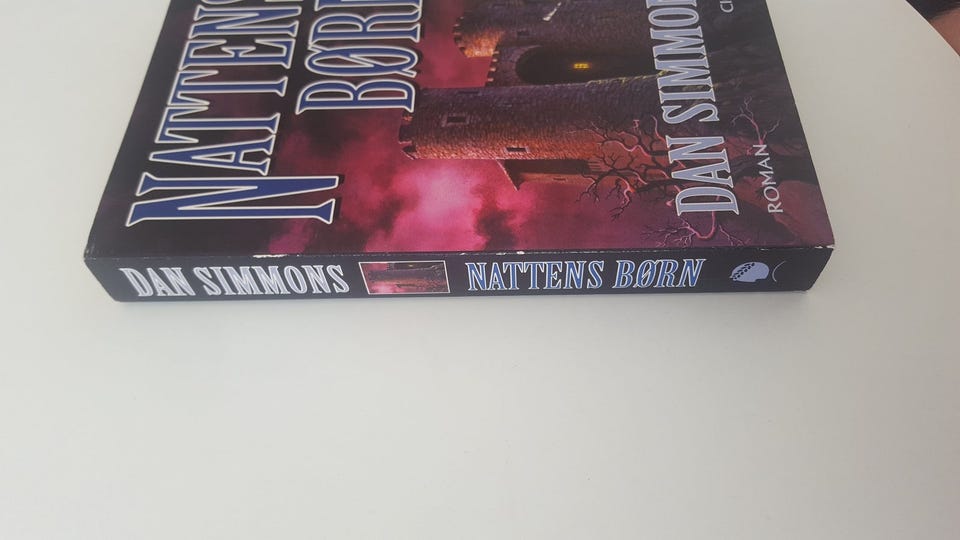 NATTENS
BØRN
DAN SIMMONS
ROMAN
DAN SIMMONS NATTENS BØRN